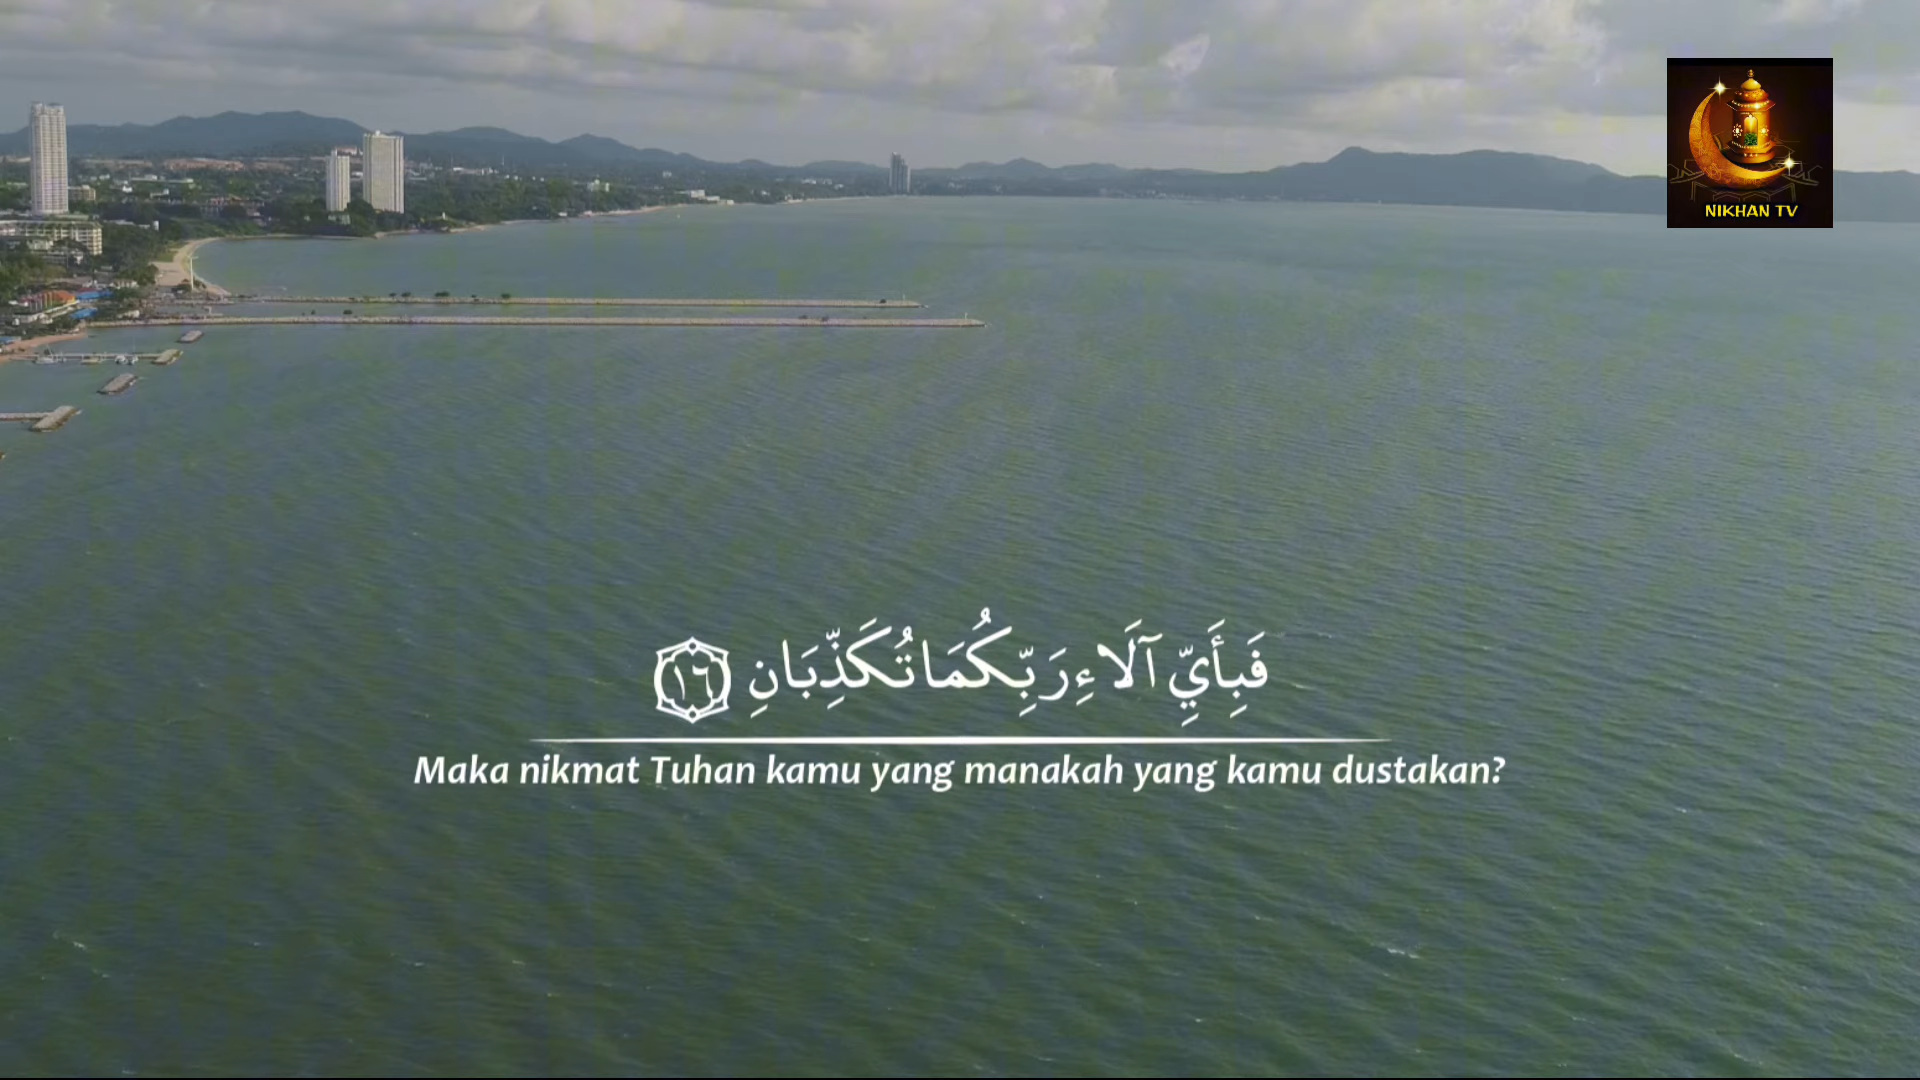 NIKHAN TV
فَبِأَيِّ آلَاءِ رَبِّكُمَا تُكَذِّبَانِ ١٦
Maka nikmat Tuhan kamu yang manakah yang kamu dustakan?